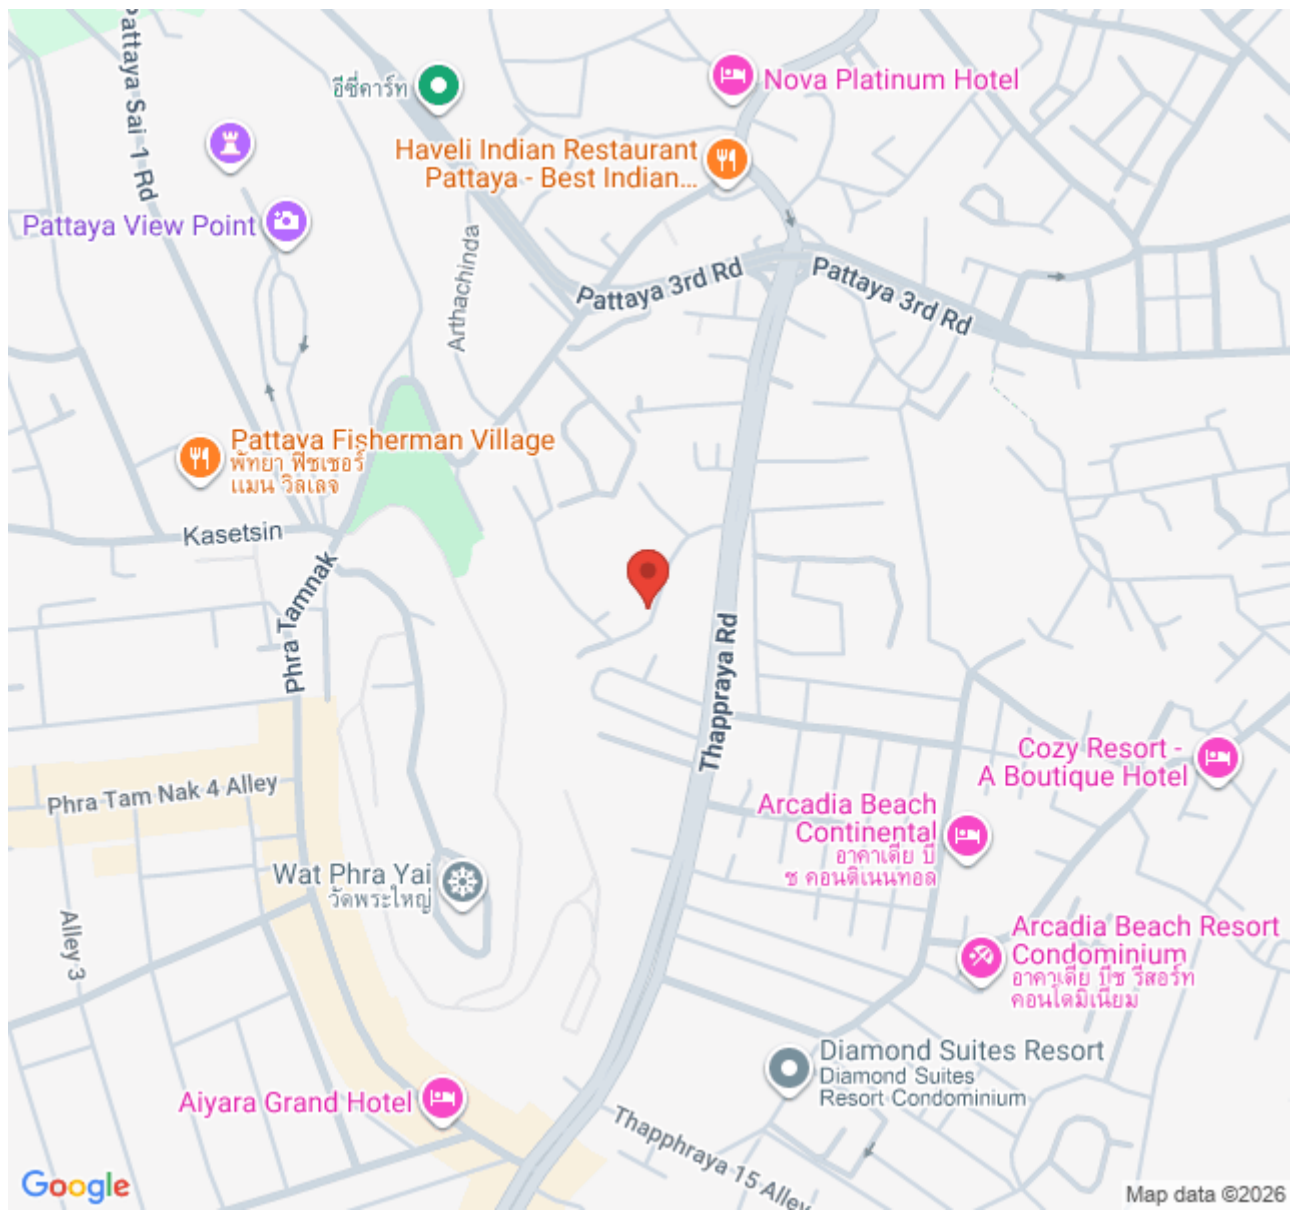 Pattaya Sai 1 Rd
อีซี่คาร์ท
Nova Platinum Hotel
Haveli Indian Restaurant
Pattaya - Best Indian...
Pattaya View Point
Arthachinda
Pattaya 3rd Rd
Pattaya 3rd Rd
Pattaya Fisherman Village
พัทยา ฟิชเชอร์
แมน วิลเลจ
Kasetsin
Phra Tamnak
Thappraya Rd
Phra Tam Nak 4 Alley
Cozy Resort -
A Boutique Hotel
Arcadia Beach
Continental
อาคาเดีย บี
ช คอนติเนนทอล
Wat Phra Yai
วัดพระใหญ่
Alley 3
Arcadia Beach Resort
Condominium
อาคาเดีย บีช รีสอร์ท
คอนโดมิเนียม
Diamond Suites Resort
Diamond Suites
Resort Condominium
Aiyara Grand Hotel
Thapphraya 15 Alley
Google
Map data ©2026